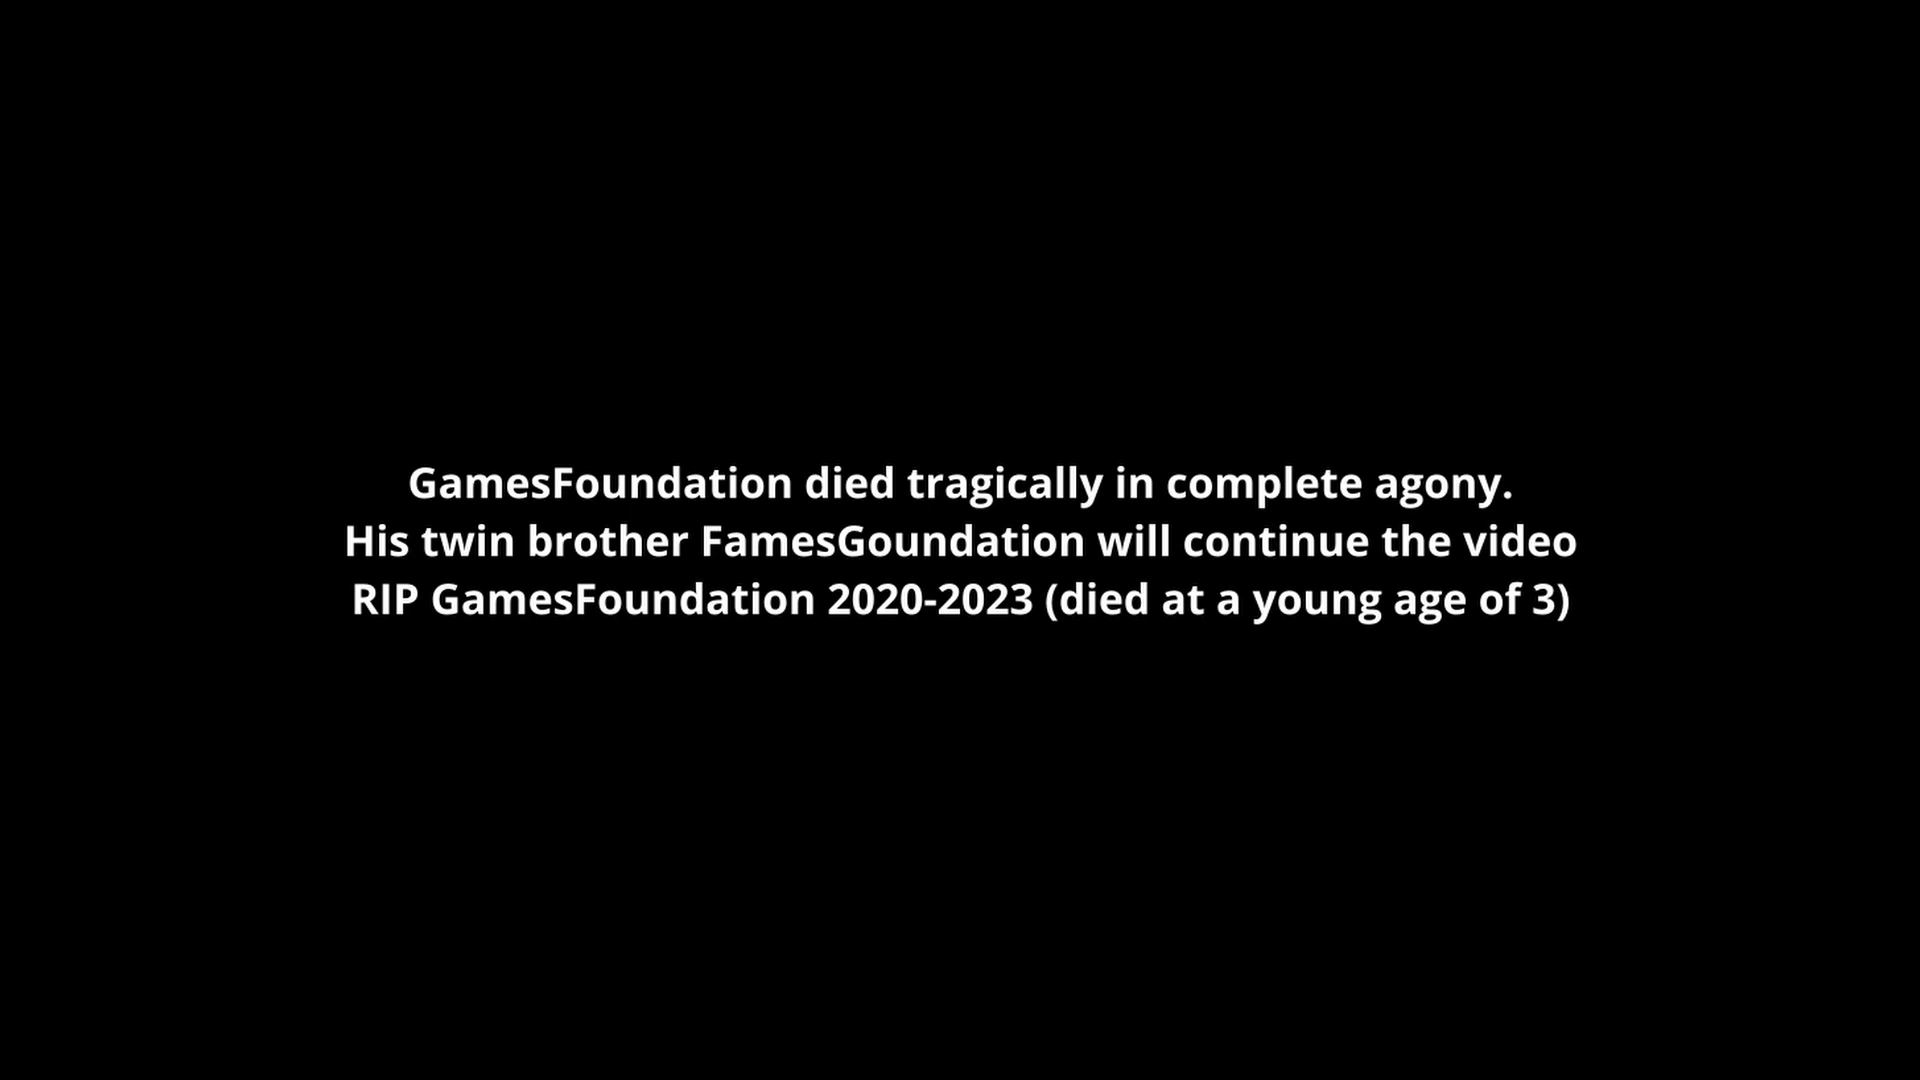 GamesFoundation died tragically in complete agony.
His twin brother FamesGoundation will continue the video
RIP GamesFoundation 2020-2023 (died at a young age of 3)